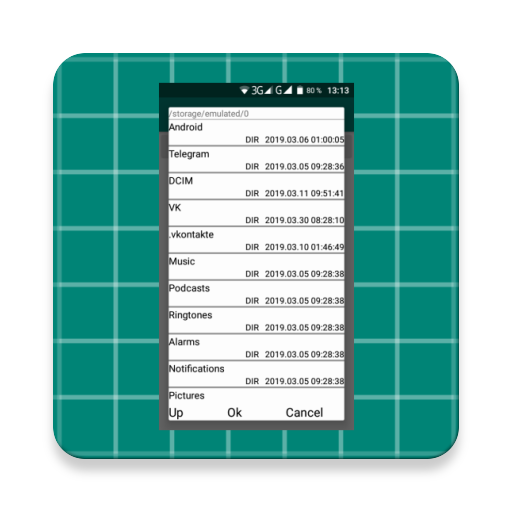 3G G 80% 13:13
/storage/emulated/0
Android
DIR 2019.03.06 01:00:05
Telegram
DIR 2019.03.05 09:28:36
DCIM
DIR 2019.03.11 09:51:41
VK
DIR 2019.03.30 08:28:10
.vkontakte
DIR 2019.03.10 01:46:49
Music
DIR 2019.03.05 09:28:38
Podcasts
DIR 2019.03.05 09:28:38
Ringtones
DIR 2019.03.05 09:28:38
Alarms
DIR 2019.03.05 09:28:38
Notifications
DIR 2019.03.05 09:28:38
Pictures
Up Ok Cancel